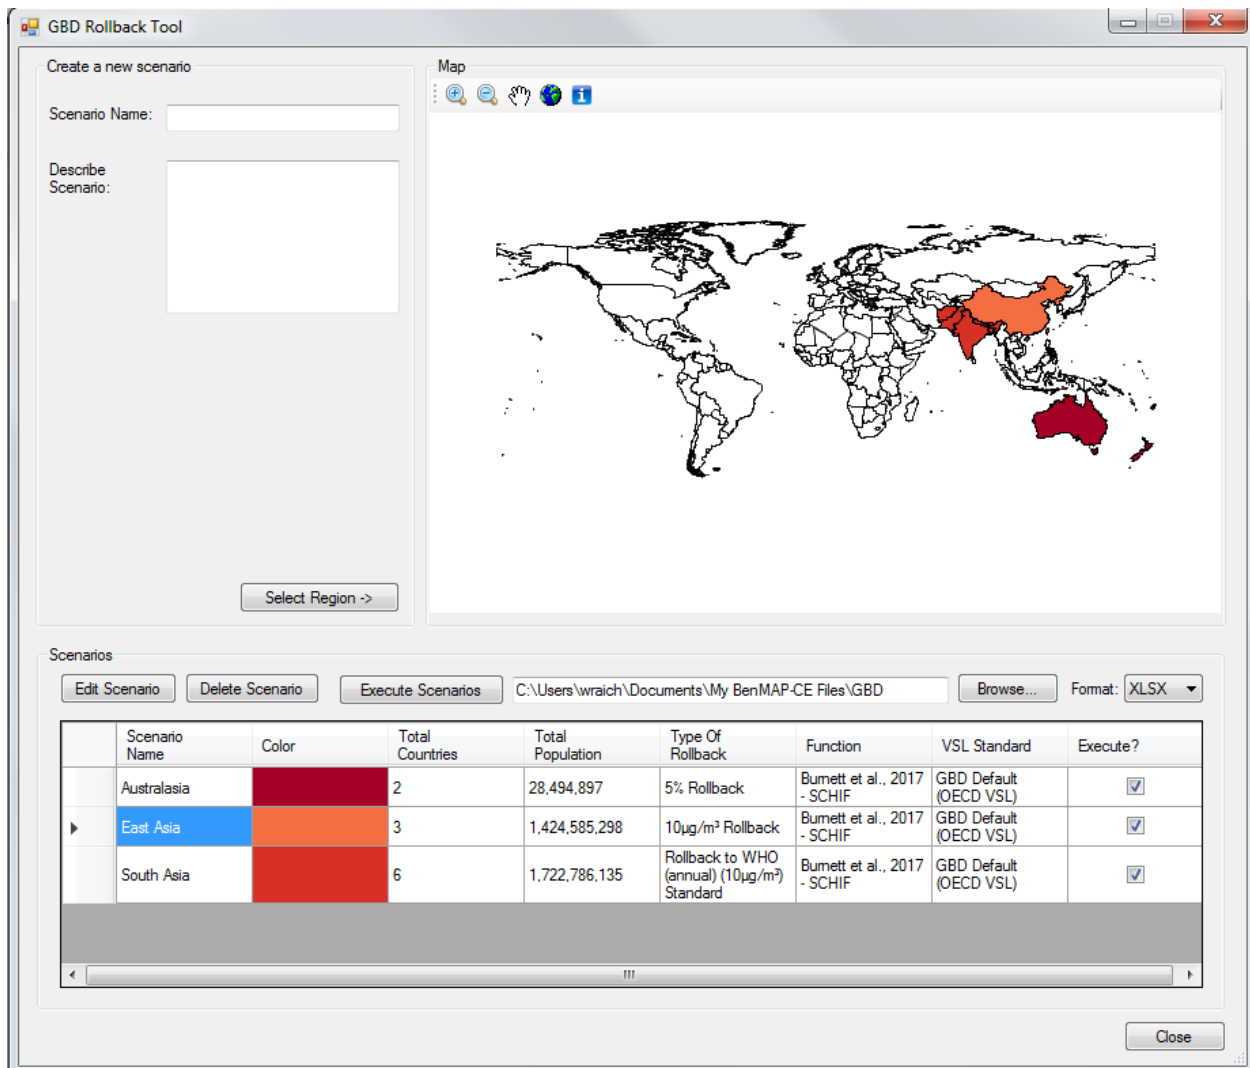 GBD Rollback Tool
Create a new scenario
Scenario Name:
Describe
Scenario:
Select Region ->
Map
Scenarios
Edit Scenario
Delete Scenario
Execute Scenarios
C:\Users\wraich\Documents\My BenMAP-CE Files\GBD
Browse...
Format:
XLSX
Scenario
Name
Color
Total
Countries
Total
Population
Type Of
Rollback
Function
VSL Standard
Execute?
Australasia
2
28,494,897
5% Rollback
Burnett et al., 2017
- SCHIF
GBD Default
(OECD VSL)
East Asia
3
1,424,585,298
10µg/m³ Rollback
Burnett et al., 2017
- SCHIF
GBD Default
(OECD VSL)
South Asia
6
1,722,786,135
Rollback to WHO
(annual) (10µg/m³)
Standard
Burnett et al., 2017
- SCHIF
GBD Default
(OECD VSL)
Close